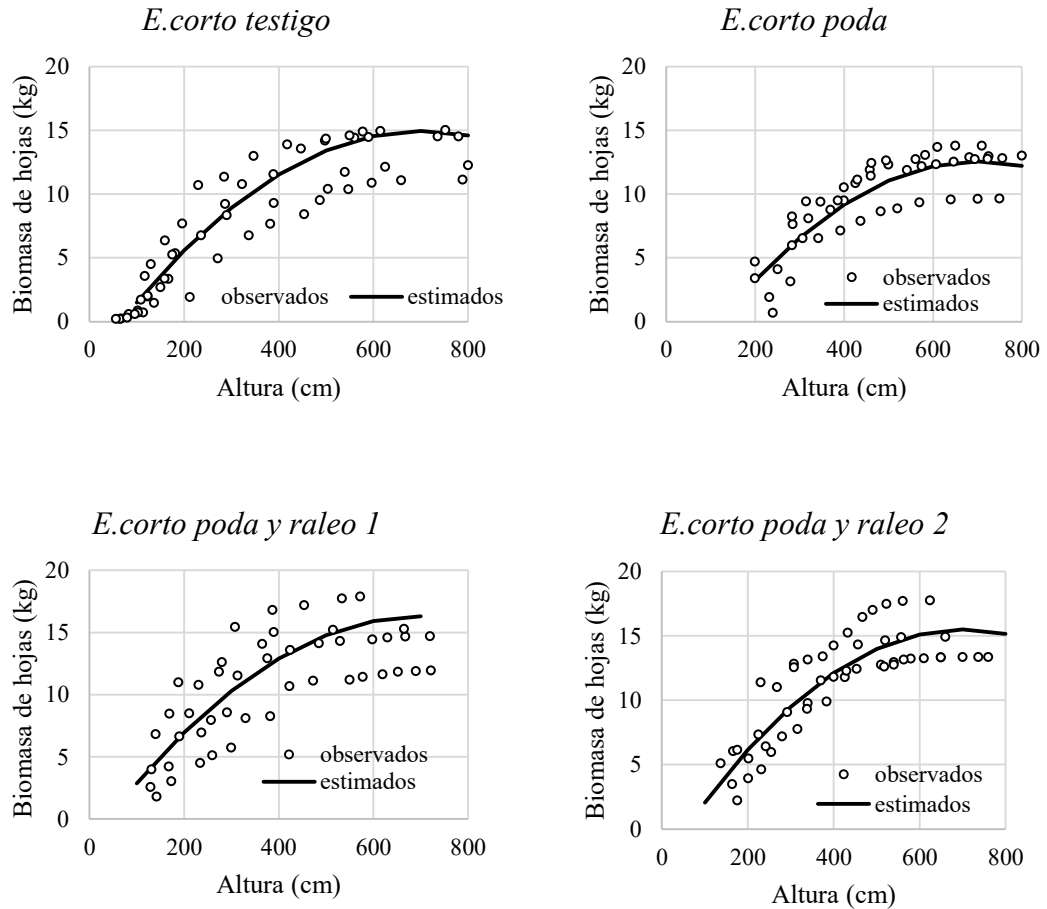 E.corto testigo
Biomasa de hojas (kg)
20
15
10
5
0
observados estimados
0 200 400 600 800
Altura (cm)
E.corto poda
Biomasa de hojas (kg)
20
15
10
5
0
observados
estimados
0 200 400 600 800
Altura (cm)
E.corto poda y raleo 1
Biomasa de hojas (kg)
20
15
10
5
0
observados
estimados
0 200 400 600 800
Altura (cm)
E.corto poda y raleo 2
Biomasa de hojas (kg)
20
15
10
5
0
observados
estimados
0 200 400 600 800
Altura (cm)